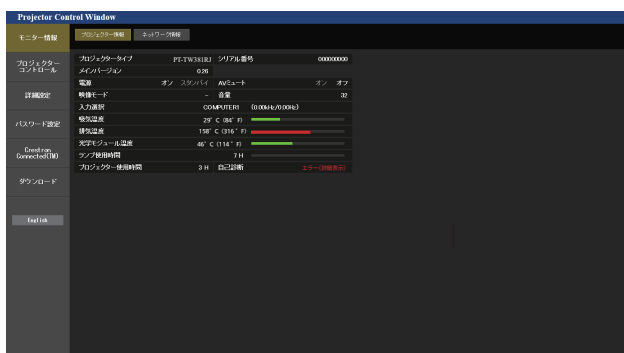 Projector Control Window
モニター情報
プロジェクター情報 ネットワーク情報
プロジェクター
コントロール
詳細設定
パスワード設定
Crestron
Connected(TM)
ダウンロード
English
プロジェクタータイプ PT-TW381RJ シリアル番号 000000000
メインバージョン 0.26
電源 オン スタンバイ AVミュート オン オフ
映像モード – 音量 32
入力選択 COMPUTER1 (0.00kHz/0.00Hz)
吸気温度 29° C (84° F)
排気温度 158° C (316° F)
光学モジュール温度 46° C (114° F)
ランプ使用時間 7 H
プロジェクター使用時間 3 H 自己診断 エラー(詳細表示)